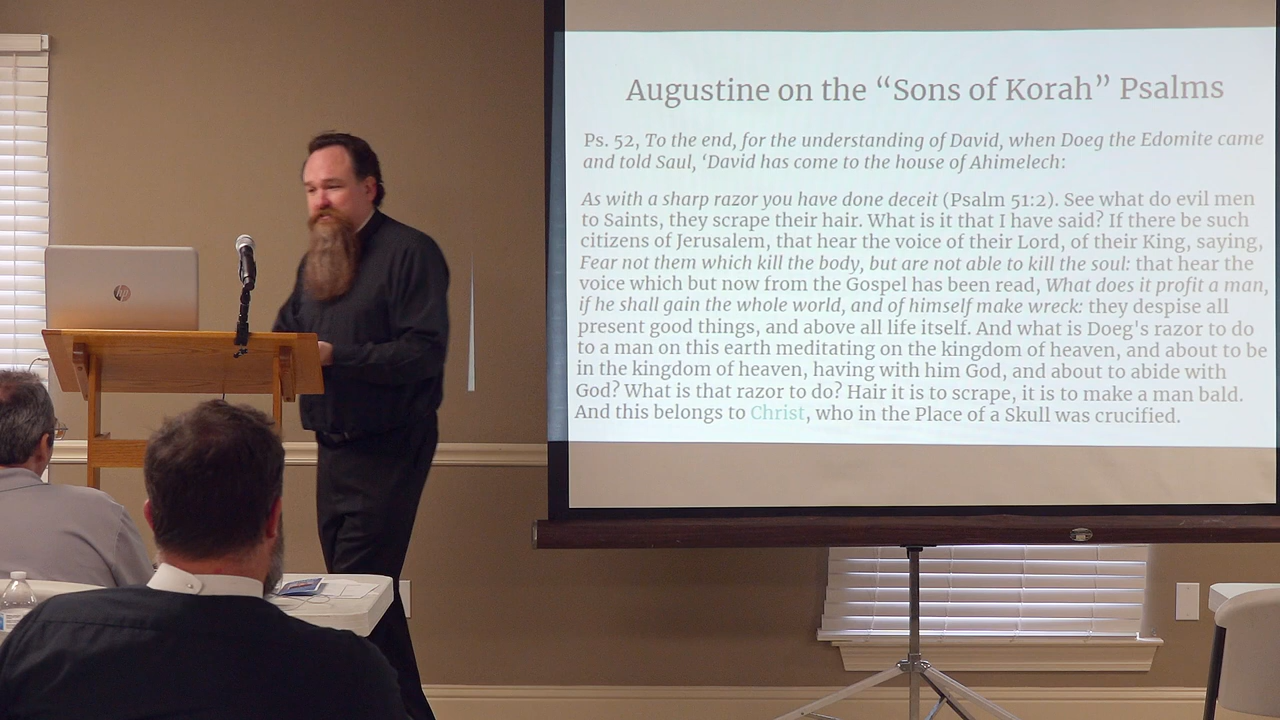 Augustine on the “Sons of Korah” Psalms
Ps. 52, To the end, for the understanding of David, when Doeg the Edomite came
and told Saul, ‘David has come to the house of Ahimelech:
As with a sharp razor you have done deceit (Psalm 51:2). See what do evil men
to Saints, they scrape their hair. What is it that I have said? If there be such
citizens of Jerusalem, that hear the voice of their Lord, of their King, saying,
Fear not them which kill the body, but are not able to kill the soul: that hear the
voice which but now from the Gospel has been read, What does it profit a man,
if he shall gain the whole world, and of himself make wreck: they despise all
present good things, and above all life itself. And what is Doeg's razor to do
to a man on this earth meditating on the kingdom of heaven, and about to be
in the kingdom of heaven, having with him God, and about to abide with
God? What is that razor to do? Hair it is to scrape, it is to make a man bald.
And this belongs to Christ, who in the Place of a Skull was crucified.
hp